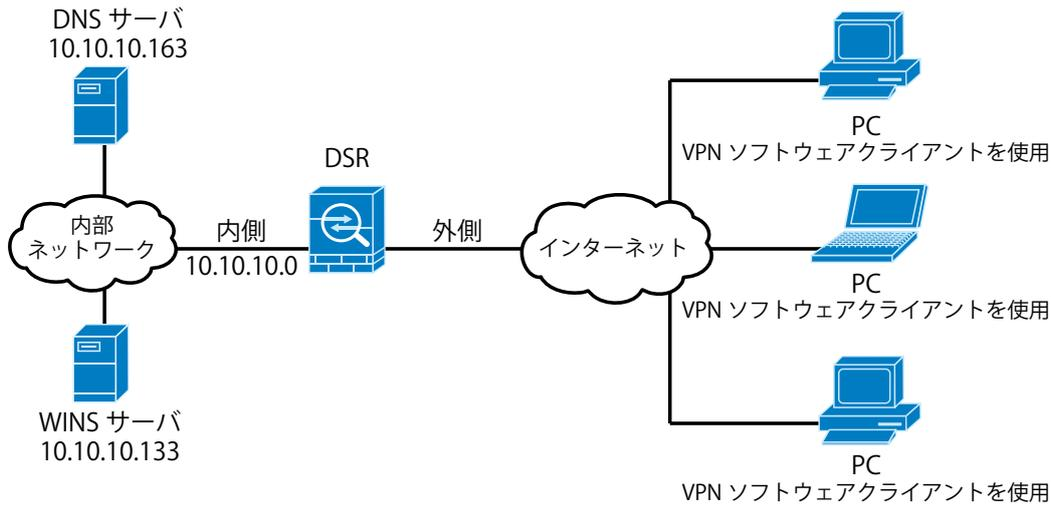 DNS サーバ
10.10.10.163
内部
ネットワーク
WINS サーバ
10.10.10.133
内側
10.10.10.0
DSR
外側
インターネット
PC
VPN ソフトウェアクライアントを使用
PC
VPN ソフトウェアクライアントを使用
PC
VPN ソフトウェアクライアントを使用